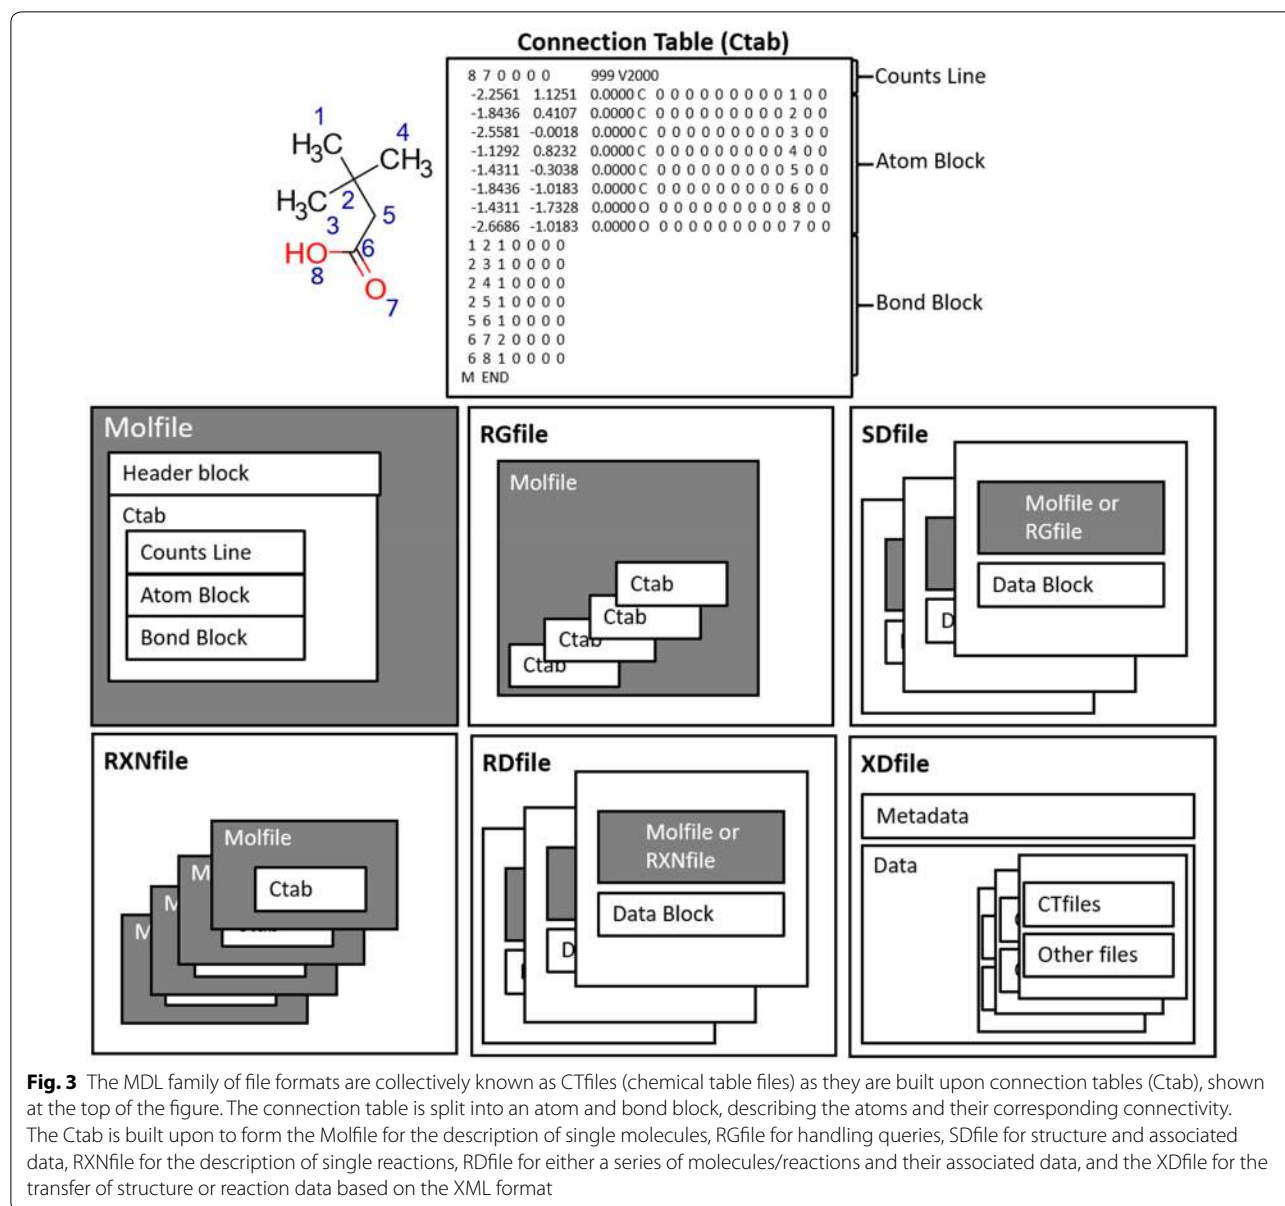 Connection Table (Ctab)
8 7 0 0 0 0 999 V2000
-2.2561 1.1251 0.0000 C 0 0 0 0 0 0 0 0 0 1 0 0
-1.8436 0.4107 0.0000 C 0 0 0 0 0 0 0 0 0 2 0 0
-2.5581 -0.0018 0.0000 C 0 0 0 0 0 0 0 0 0 3 0 0
-1.1292 0.8232 0.0000 C 0 0 0 0 0 0 0 0 0 4 0 0
-1.4311 -0.3038 0.0000 C 0 0 0 0 0 0 0 0 0 5 0 0
-1.8436 -1.0183 0.0000 C 0 0 0 0 0 0 0 0 0 6 0 0
-1.4311 -1.7328 0.0000 O 0 0 0 0 0 0 0 0 0 8 0 0
-2.6686 -1.0183 0.0000 O 0 0 0 0 0 0 0 0 0 7 0 0
1 2 1 0 0 0 0
2 3 1 0 0 0 0
2 4 1 0 0 0 0
2 5 1 0 0 0 0
5 6 1 0 0 0 0
6 7 2 0 0 0 0
6 8 1 0 0 0 0
M END
Counts Line
Atom Block
Bond Block
1
4
H3C
CH3
H3C
2
3
5
HO
6
8
O
7
Molfile
Header block
Ctab
Counts Line
Atom Block
Bond Block
RGfile
Molfile
Ctab
Ctab
Ctab
Ctab
SDfile
Molfile or
RGfile
Data Block
D
RXNfile
Molfile
Ctab
M
M
M
RDfile
Molfile or
RXNfile
Data Block
D
XDfile
Metadata
Data
CTfiles
Other files
Fig. 3 The MDL family of file formats are collectively known as CTfiles (chemical table files) as they are built upon connection tables (Ctab), shown
at the top of the figure. The connection table is split into an atom and bond block, describing the atoms and their corresponding connectivity.
The Ctab is built upon to form the Molfile for the description of single molecules, RGfile for handling queries, SDfile for structure and associated
data, RXNfile for the description of single reactions, RDfile for either a series of molecules/reactions and their associated data, and the XDfile for the
transfer of structure or reaction data based on the XML format